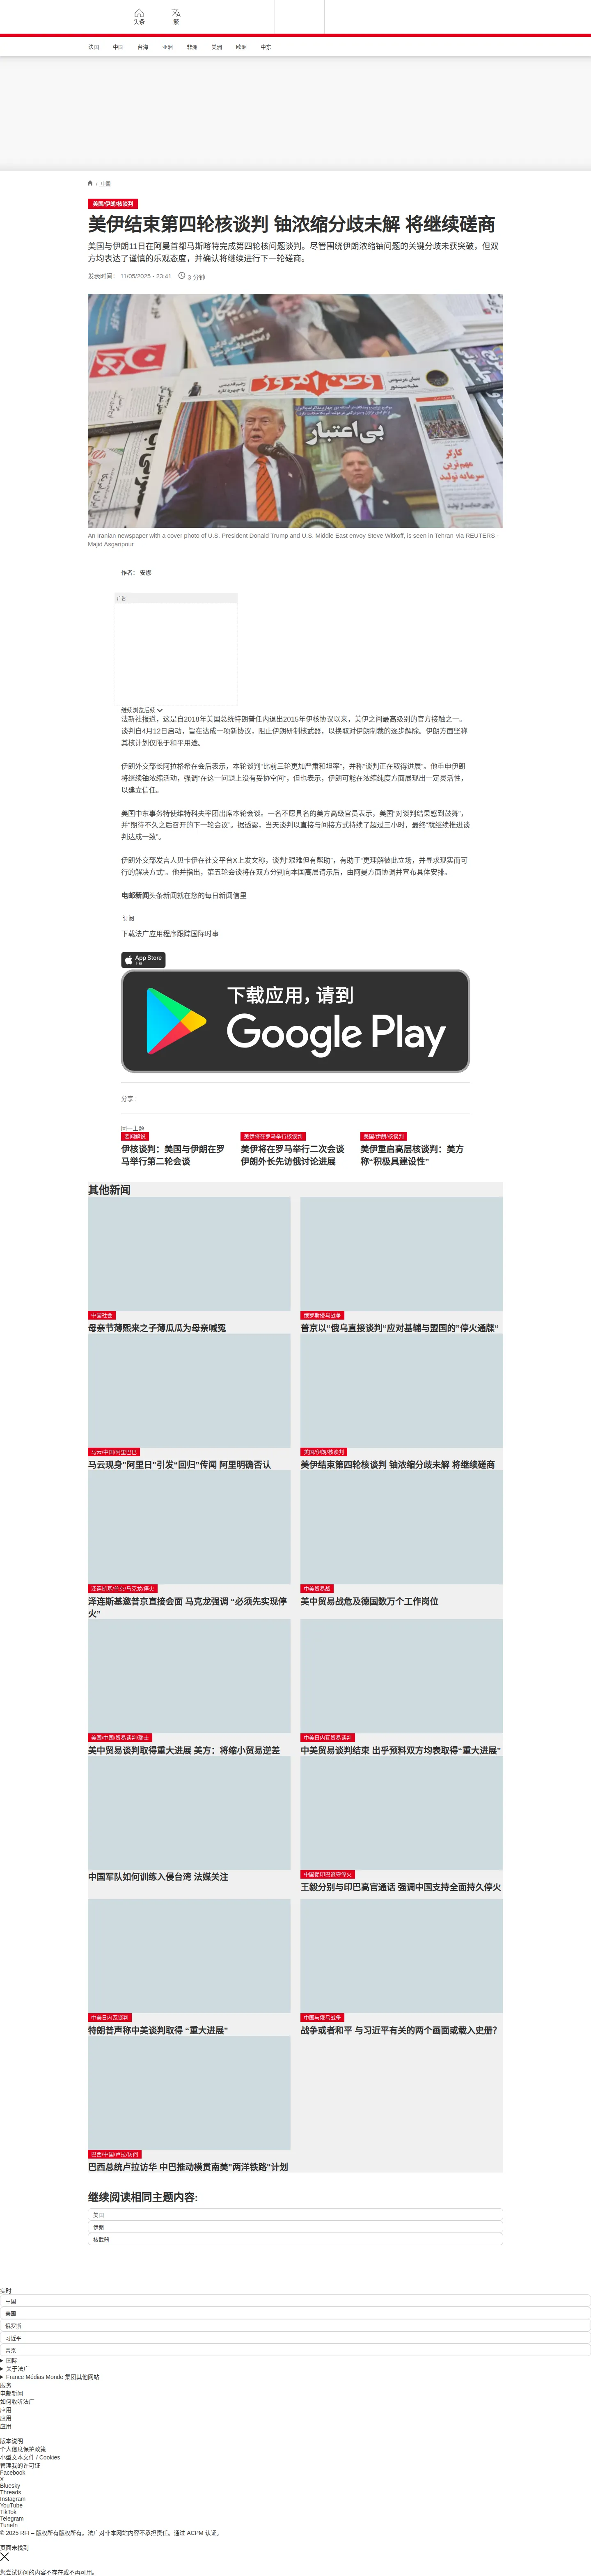 头条
繁
法国
中国
台海
亚洲
非洲
美洲
欧洲
中东
/ 中国
美国/伊朗/核谈判
美伊结束第四轮核谈判 铀浓缩分歧未解 将继续磋商
美国与伊朗11日在阿曼首都马斯喀特完成第四轮核问题谈判。尽管围绕伊朗浓缩铀问题的关键分歧未获突破，但双
方均表达了谨慎的乐观态度，并确认将继续进行下一轮磋商。
发表时间： 11/05/2025 - 23:41
3 分钟
وطن امروز
بی‌اعتبار
An Iranian newspaper with a cover photo of U.S. President Donald Trump and U.S. Middle East envoy Steve Witkoff, is seen in Tehran via REUTERS -
Majid Asgaripour
作者： 安娜
广告
继续浏览后续
法新社报道，这是自2018年美国总统特朗普任内退出2015年伊核协议以来，美伊之间最高级别的官方接触之一。
谈判自4月12日启动，旨在达成一项新协议，阻止伊朗研制核武器，以换取对伊朗制裁的逐步解除。伊朗方面坚称
其核计划仅限于和平用途。
伊朗外交部长阿拉格希在会后表示，本轮谈判“比前三轮更加严肃和坦率”，并称“谈判正在取得进展”。他重申伊朗
将继续铀浓缩活动，强调“在这一问题上没有妥协空间”，但也表示，伊朗可能在浓缩纯度方面展现出一定灵活性，
以建立信任。
美国中东事务特使维特科夫率团出席本轮会谈。一名不愿具名的美方高级官员表示，美国“对谈判结果感到鼓舞”，
并“期待不久之后召开的下一轮会议”。据透露，当天谈判以直接与间接方式持续了超过三小时，最终“就继续推进谈
判达成一致”。
伊朗外交部发言人贝卡伊在社交平台X上发文称，谈判“艰难但有帮助”，有助于“更理解彼此立场，并寻求现实而可
行的解决方式”。他并指出，第五轮会谈将在双方分别向本国高层请示后，由阿曼方面协调并宣布具体安排。
电邮新闻头条新闻就在您的每日新闻信里
订阅
下载法广应用程序跟踪国际时事
App Store
下载
下载应用，请到
Google Play
分享 :
同一主题
要闻解说
伊核谈判：美国与伊朗在罗
马举行第二轮会谈
美伊将在罗马举行核谈判
美伊将在罗马举行二次会谈
伊朗外长先访俄讨论进展
美国/伊朗/核谈判
美伊重启高层核谈判：美方
称“积极具建设性”
其他新闻
中国社会
母亲节薄熙来之子薄瓜瓜为母亲喊冤
俄罗斯侵乌战争
普京以“俄乌直接谈判“应对基辅与盟国的”停火通牒“
马云/中国/阿里巴巴
马云现身"阿里日"引发“回归”传闻 阿里明确否认
美国/伊朗/核谈判
美伊结束第四轮核谈判 铀浓缩分歧未解 将继续磋商
泽连斯基/普京/马克龙/停火
泽连斯基邀普京直接会面 马克龙强调 “必须先实现停
火”
中美贸易战
美中贸易战危及德国数万个工作岗位
美国/中国/贸易谈判/瑞士
美中贸易谈判取得重大进展 美方：将缩小贸易逆差
中美日内瓦贸易谈判
中美贸易谈判结束 出乎预料双方均表取得“重大进展”
中国军队如何训练入侵台湾 法媒关注
中国促印巴遵守停火
王毅分别与印巴高官通话 强调中国支持全面持久停火
中美日内瓦谈判
特朗普声称中美谈判取得 “重大进展”
中国与俄乌战争
战争或者和平 与习近平有关的两个画面或载入史册？
巴西/中国/卢拉/访问
巴西总统卢拉访华 中巴推动横贯南美"两洋铁路"计划
继续阅读相同主题内容:
美国
伊朗
核武器
实时
中国
美国
俄罗斯
习近平
普京
国际
关于法广
France Médias Monde 集团其他网站
服务
电邮新闻
如何收听法广
应用
应用
应用
版本说明
个人信息保护政策
小型文本文件 / Cookies
管理我的许可证
Facebook
X
Bluesky
Threads
Instagram
YouTube
TikTok
Telegram
TuneIn
© 2025 RFI – 版权所有版权所有。法广对非本网站内容不承担责任。通过 ACPM 认证。
页面未找到
您尝试访问的内容不存在或不再可用。